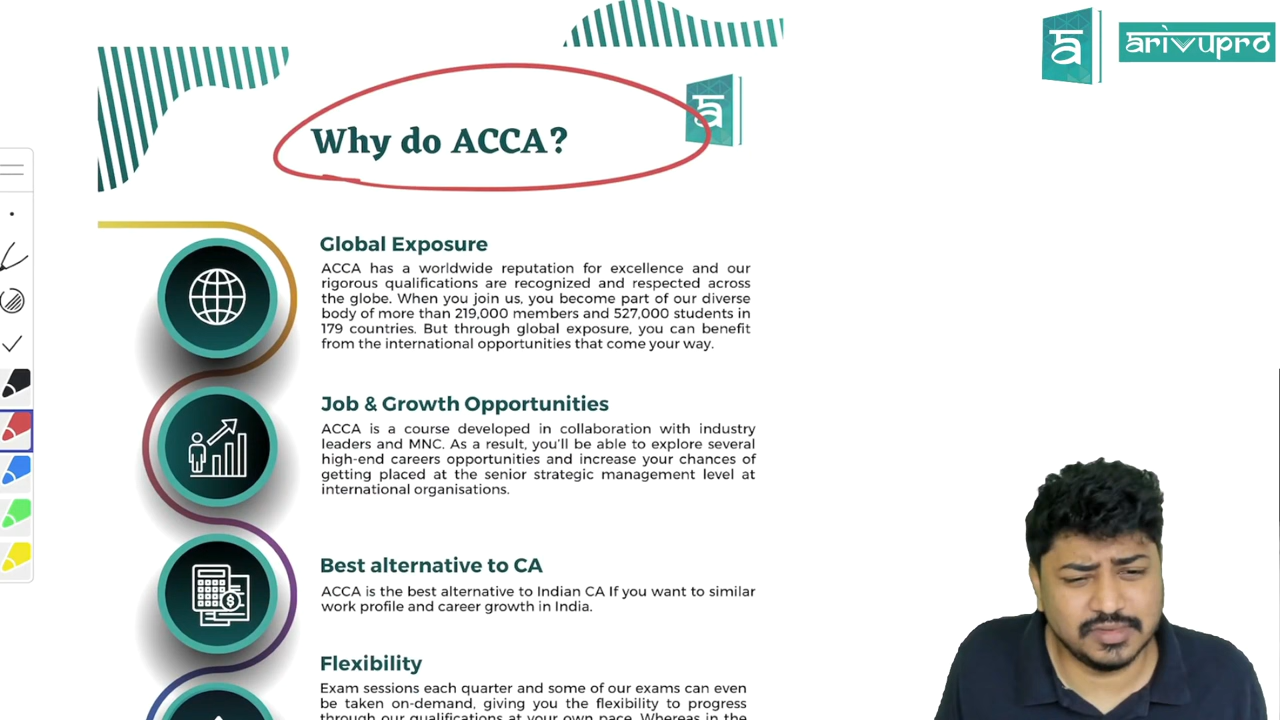 arivupro
Why do ACCA?
Global Exposure
ACCA has a worldwide reputation for excellence and our
rigorous qualifications are recognized and respected across
the globe. When you join us, you become part of our diverse
body of more than 219,000 members and 527,000 students in
179 countries. But through global exposure, you can benefit
from the international opportunities that come your way.
Job & Growth Opportunities
ACCA is a course developed in collaboration with industry
leaders and MNC. As a result, you'll be able to explore several
high-end careers opportunities and increase your chances of
getting placed at the senior strategic management level at
international organisations.
Best alternative to CA
ACCA is the best alternative to Indian CA If you want to similar
work profile and career growth in India.
Flexibility
Exam sessions each quarter and some of our exams can even
be taken on-demand, giving you the flexibility to progress
through our qualifications at your own pace. Whereas in the